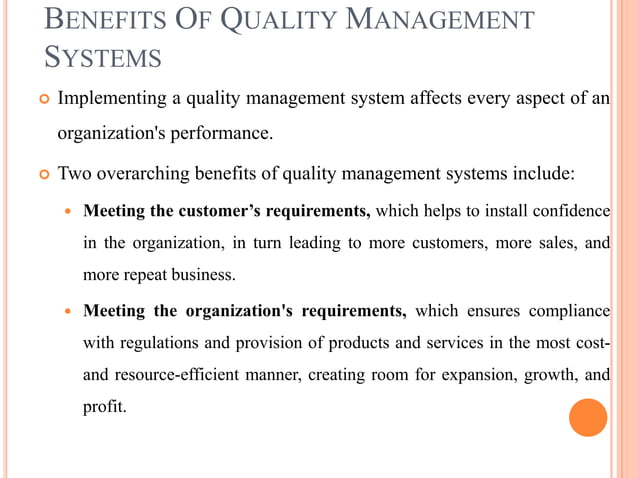 BENEFITS OF QUALITY MANAGEMENT
SYSTEMS
Implementing a quality management system affects every aspect of an
organization's performance.
Two overarching benefits of quality management systems include:
Meeting the customer’s requirements, which helps to install confidence
in the organization, in turn leading to more customers, more sales, and
more repeat business.
Meeting the organization's requirements, which ensures compliance
with regulations and provision of products and services in the most cost-
and resource-efficient manner, creating room for expansion, growth, and
profit.